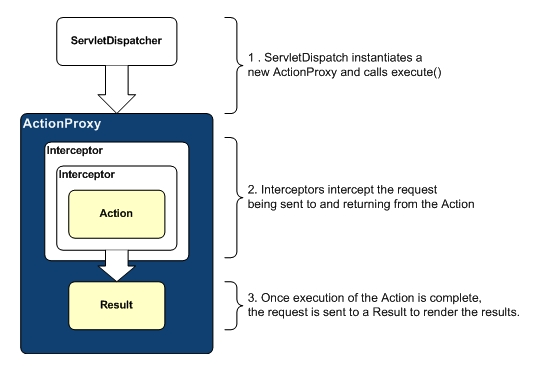 ServletDispatcher
1 . ServletDispatch instantiates a
new ActionProxy and calls execute()
ActionProxy
Interceptor
Interceptor
Action
2. Interceptors intercept the request
being sent to and returning from the Action
Result
3. Once execution of the Action is complete,
the request is sent to a Result to render the results.